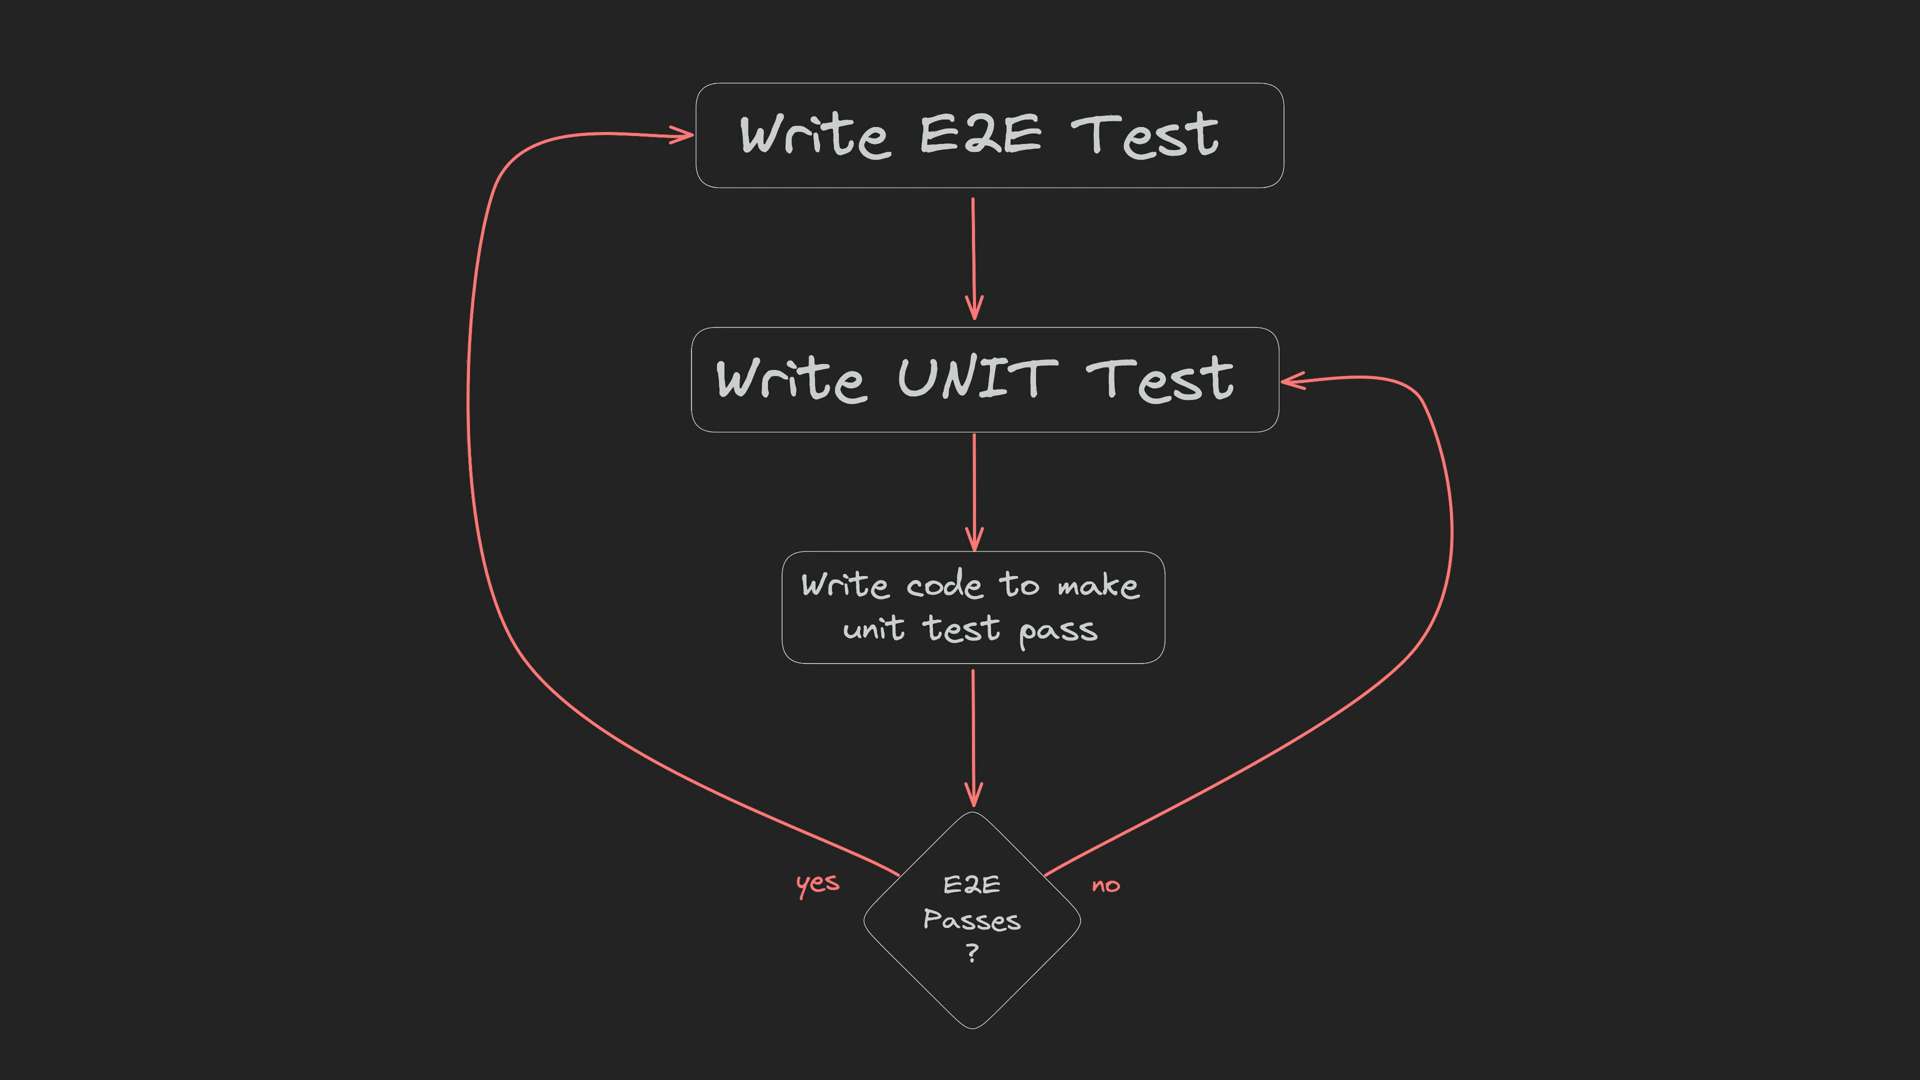 Write E2E Test
Write UNIT Test
Write code to make
unit test pass
yes
E2E
Passes
?
no